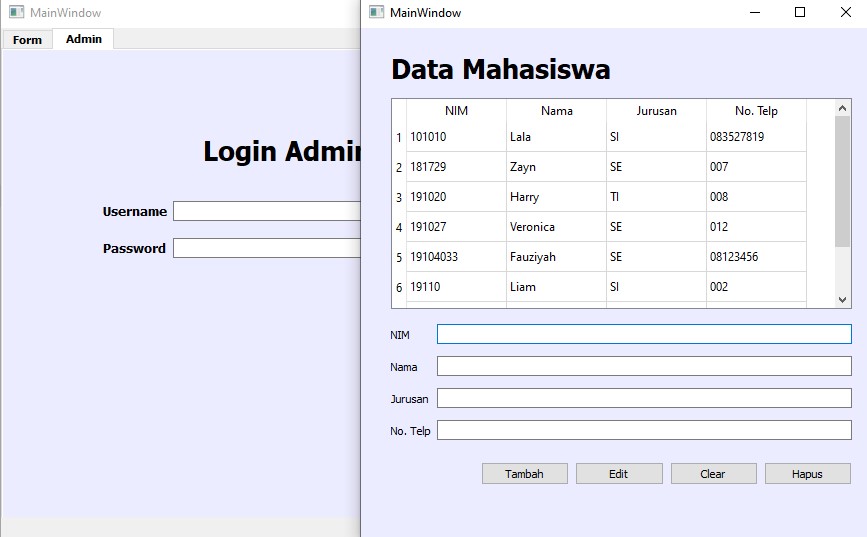 MainWindow
Form Admin
Login Admin
Username
Password
MainWindow
Data Mahasiswa
NIM Nama Jurusan No. Telp
1 101010 Lala SI 083527819
2 181729 Zayn SE 007
3 191020 Harry TI 008
4 191027 Veronica SE 012
5 19104033 Fauziyah SE 08123456
6 19110 Liam SI 002
NIM
Nama
Jurusan
No. Telp
Tambah Edit Clear Hapus